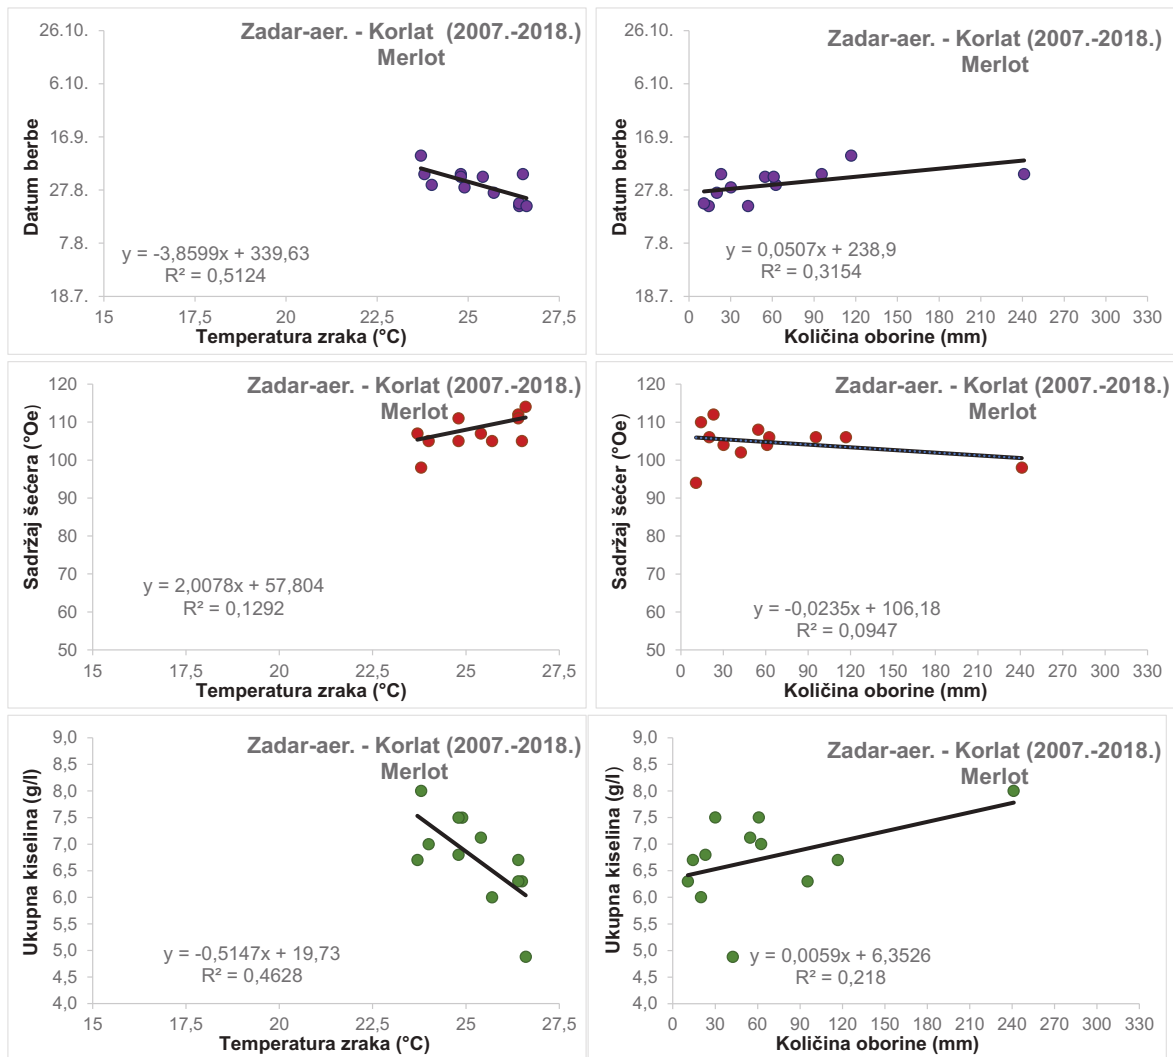 Zadar-aer. - Korlat (2007.-2018.)
Merlot
Datum berbe
26.10.
6.10.
16.9.
27.8.
7.8.
18.7.
y = -3,8599x + 339,63
R² = 0,5124
15 17,5 20 22,5 25 27,5
Temperatura zraka (°C)
Zadar-aer. - Korlat (2007.-2018.)
Merlot
Datum berbe
26.10.
6.10.
16.9.
27.8.
7.8.
18.7.
y = 0,0507x + 238,9
R² = 0,3154
0 30 60 90 120 150 180 210 240 270 300 330
Količina oborine (mm)
Zadar-aer. - Korlat (2007.-2018.)
Merlot
Sadržaj šećera (°Oe)
120
110
100
90
80
70
60
50
y = 2,0078x + 57,804
R² = 0,1292
15 17,5 20 22,5 25 27,5
Temperatura zraka (°C)
Zadar-aer. - Korlat (2007.-2018.)
Merlot
Sadržaj šećer (°Oe)
120
110
100
90
80
70
60
50
y = -0,0235x + 106,18
R² = 0,0947
0 30 60 90 120 150 180 210 240 270 300 330
Količina oborine (mm)
Zadar-aer. - Korlat (2007.-2018.)
Merlot
Ukupna kiselina (g/l)
9,0
8,5
8,0
7,5
7,0
6,5
6,0
5,5
5,0
4,5
4,0
y = -0,5147x + 19,73
R² = 0,4628
15 17,5 20 22,5 25 27,5
Temperatura zraka (°C)
Zadar-aer. - Korlat (2007.-2018.)
Merlot
Ukupna kiselina (g/l)
9,0
8,5
8,0
7,5
7,0
6,5
6,0
5,5
5,0
4,5
4,0
y = 0,0059x + 6,3526
R² = 0,218
0 30 60 90 120 150 180 210 240 270 300 330
Količina oborine (mm)